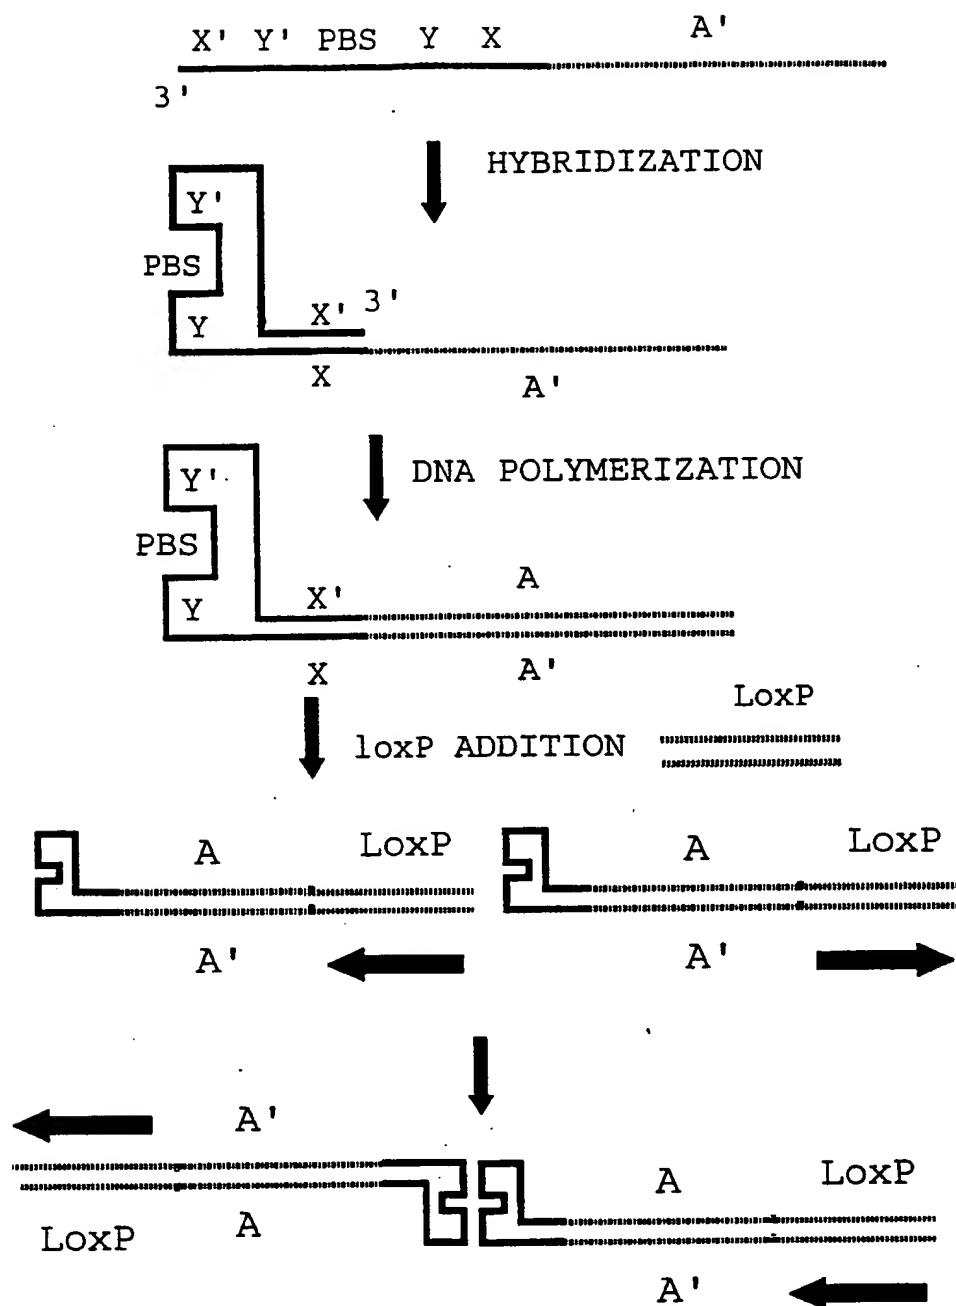 X' Y' PBS Y X A'
3'
HYBRIDIZATION
Y'
PBS
3'
Y X'
X A'
DNA POLYMERIZATION
Y'
PBS
A
Y X'
X A'
LoxP
loxP ADDITION
A LoxP A LoxP
A' A'
A'
A LoxP
LoxP A
A'